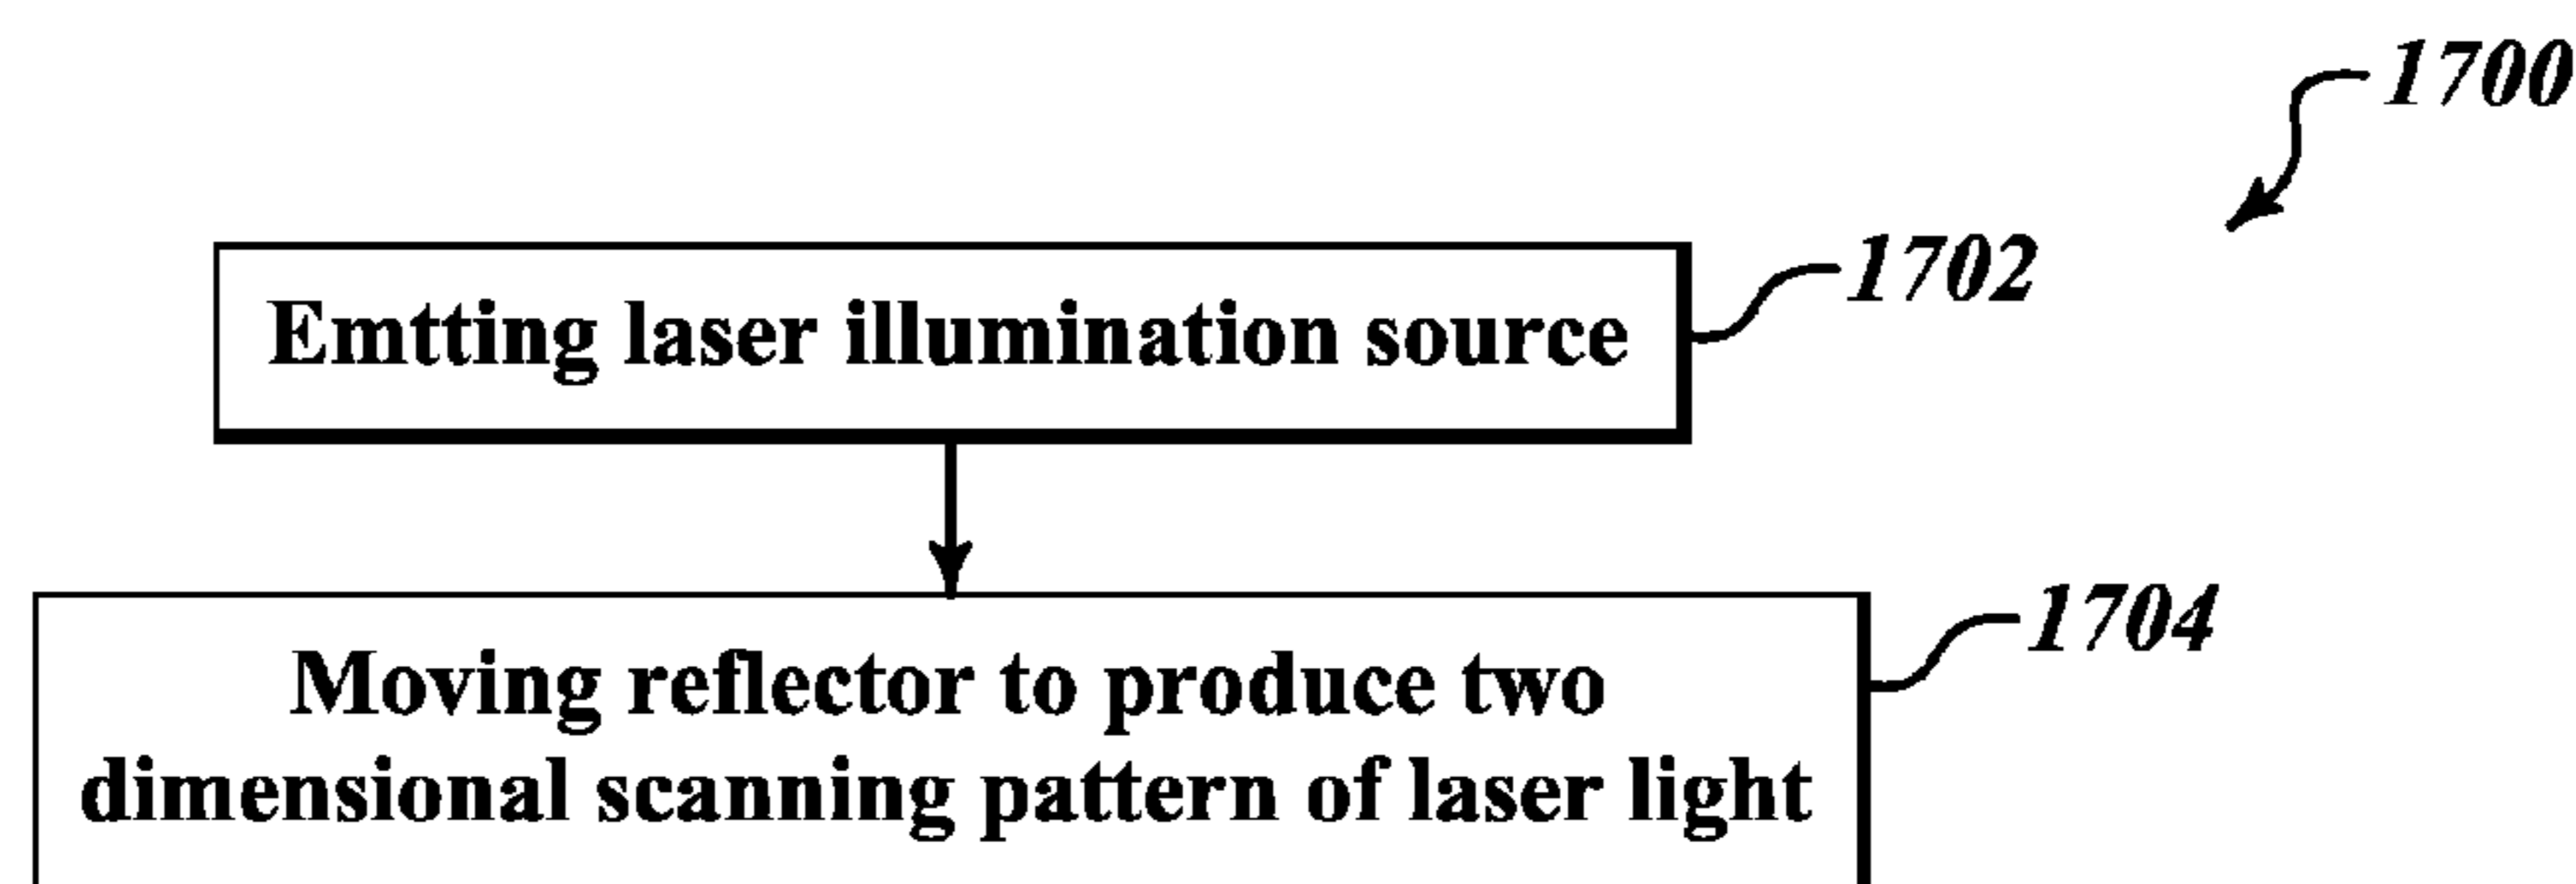 1700
1702
Emtting laser illumination source
1704
Moving reflector to produce two
dimensional scanning pattern of laser light